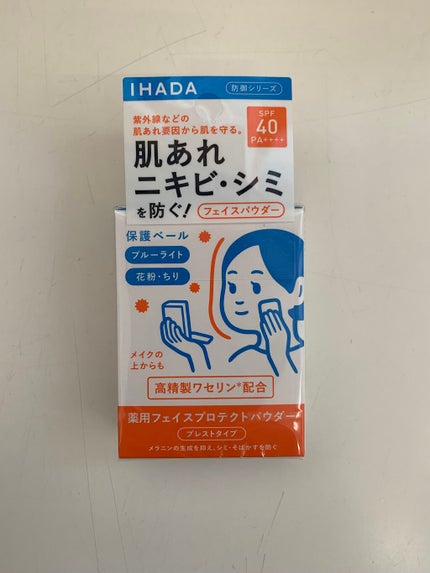 IHADA
防御シリーズ
紫外線などの
肌あれ要因から肌を守る。
SPF
40
PA++++
肌あれ
ニキビ・シミ
を防ぐ!
フェイスパウダー
保護ベール
ブルーライト
花粉・ちり
メイクの
上からも
高精製ワセリン*配合
薬用フェイスプロテクトパウダー
プレストタイプ
メラニンの生成を抑え、シミ・そばかすを防ぐ